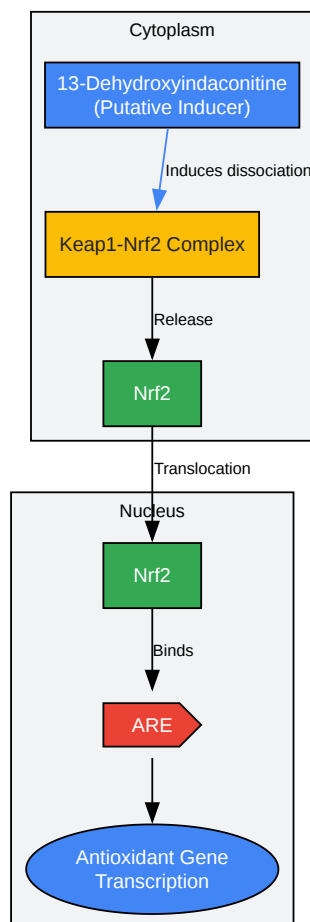 Cytoplasm
13-Dehydroxyindaconitine
(Putative Inducer)
Induces dissociation
Keap1-Nrf2 Complex
Release
Nrf2
Translocation
Nucleus
Nrf2
Binds
ARE
Antioxidant Gene
Transcription